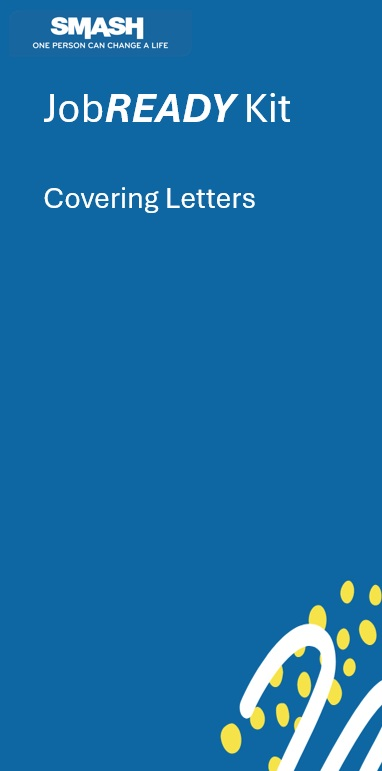 SMASH
ONE PERSON CAN CHANGE A LIFE
JobREADY Kit
Covering Letters